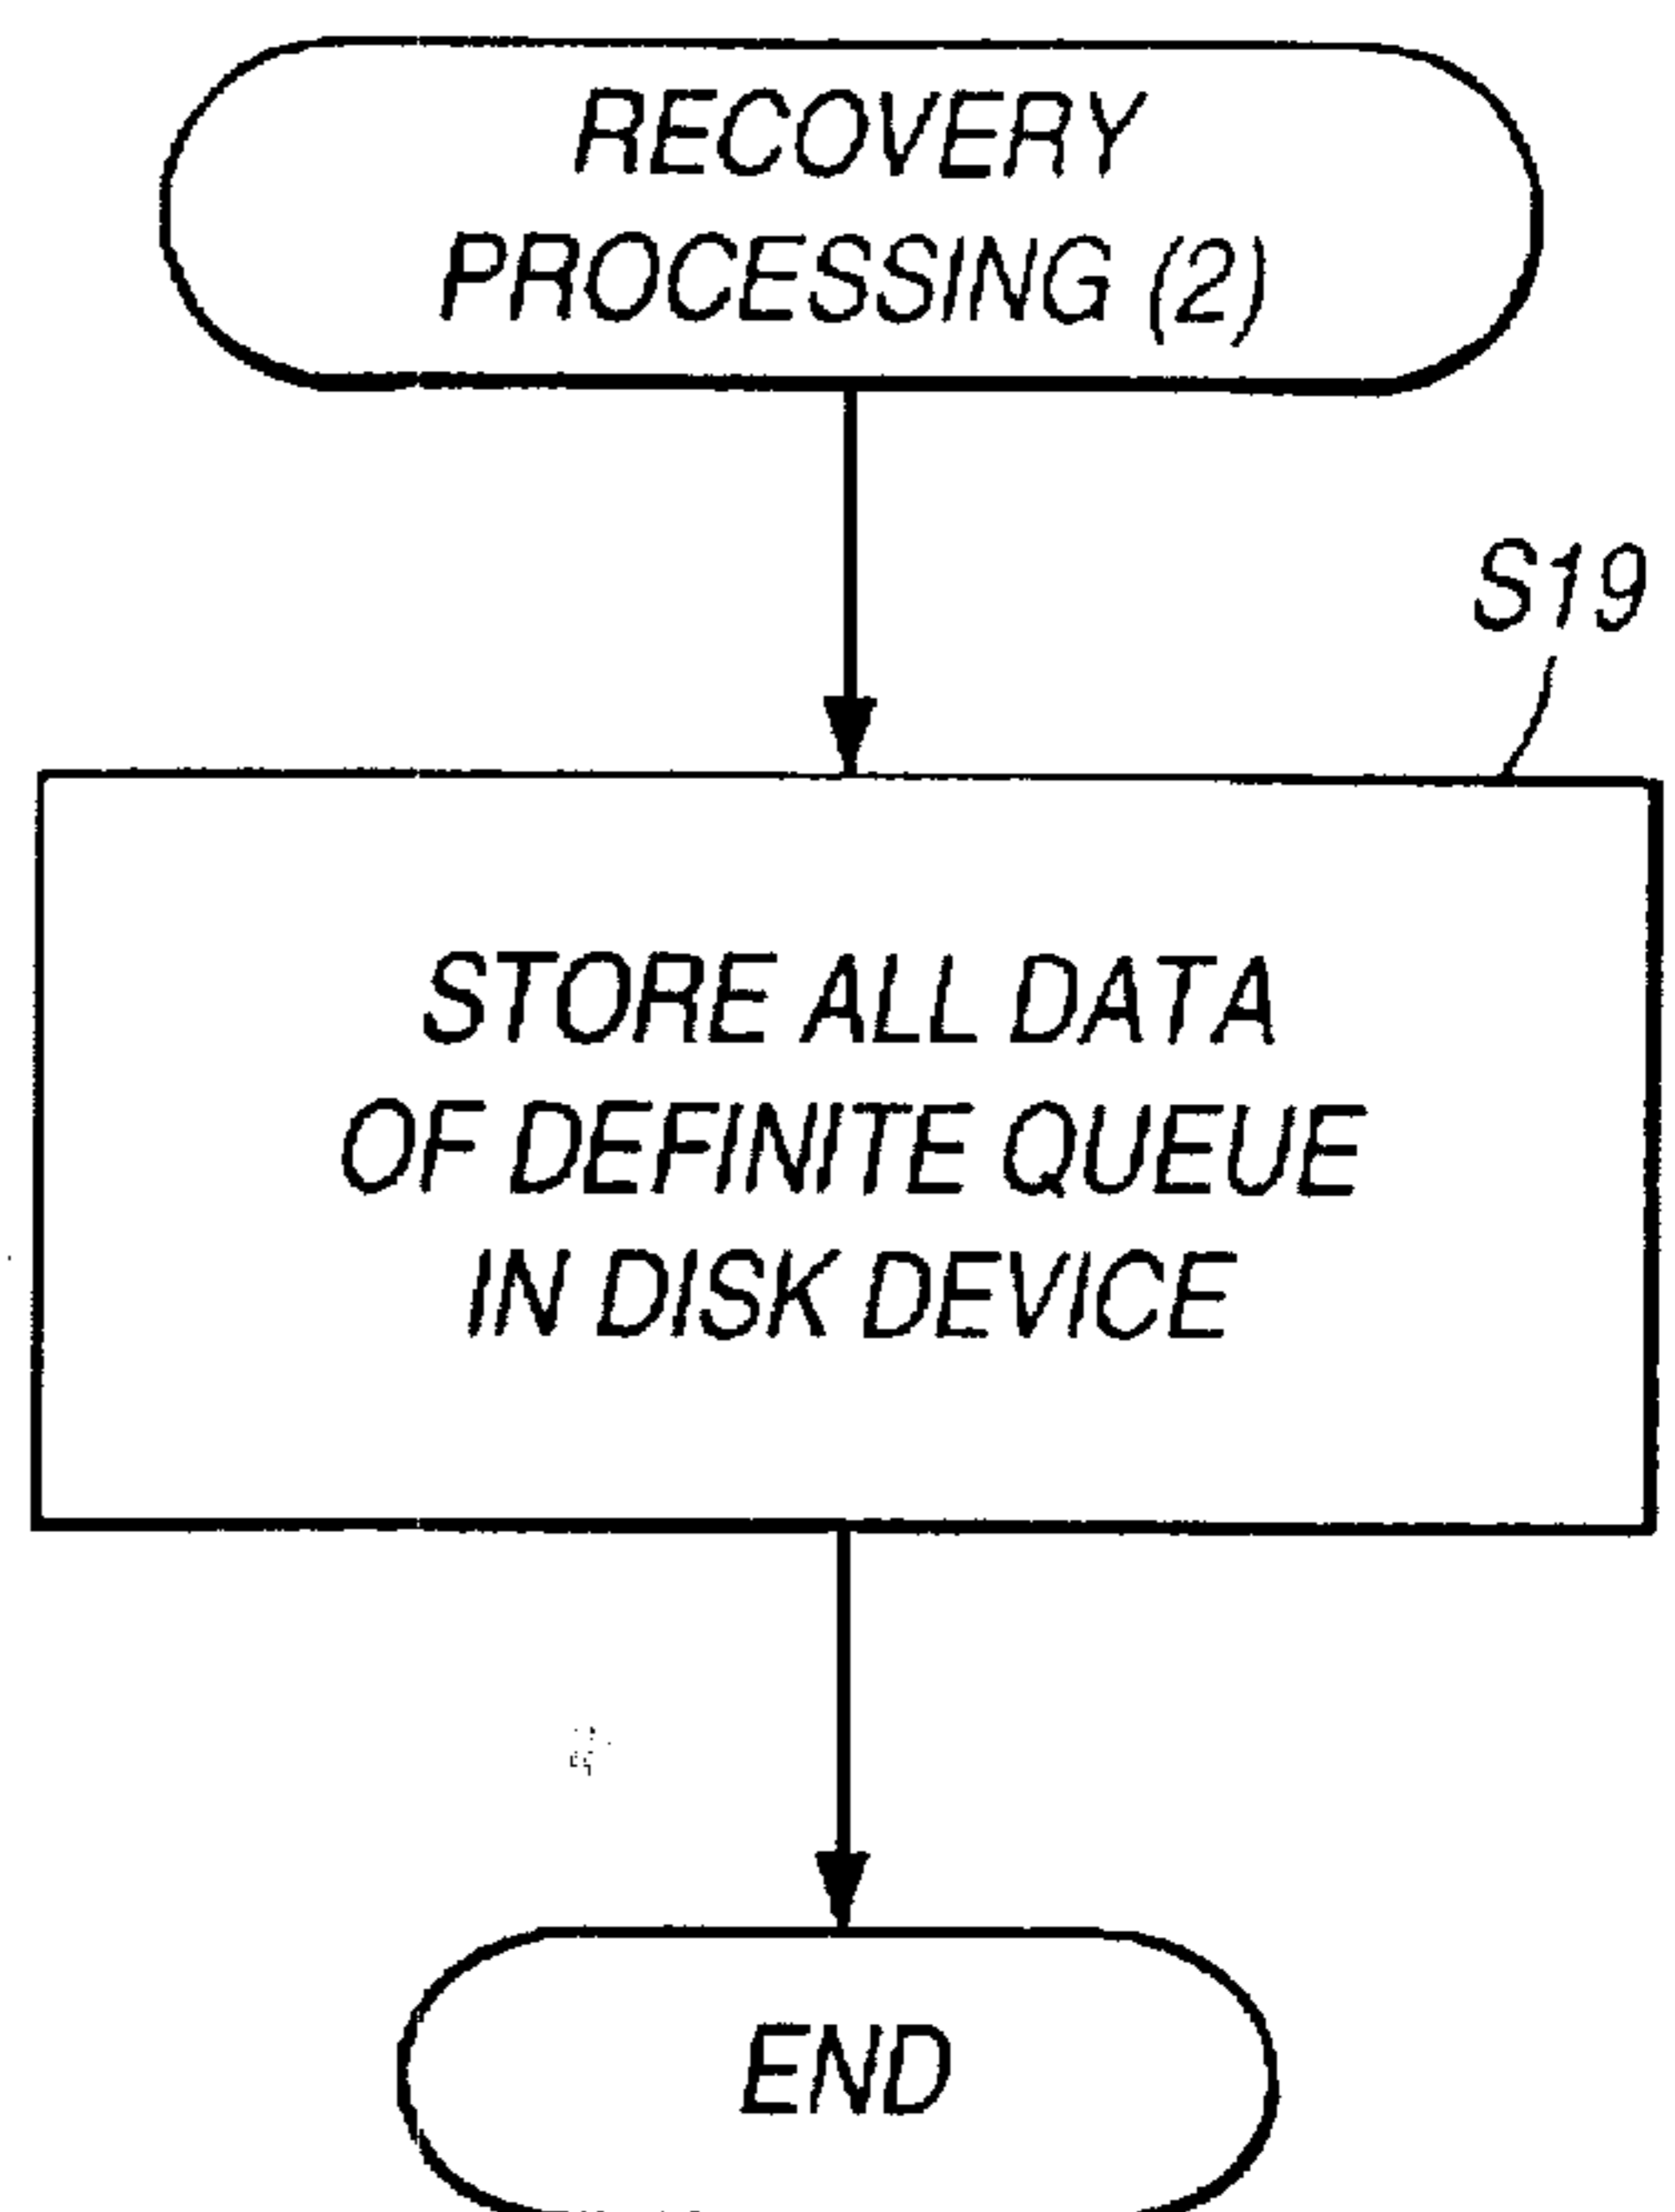 RECOVERY
PROCESSING (2)
S19
STORE ALL DATA
OF DEFINITE QUEUE
IN DISK DEVICE
END